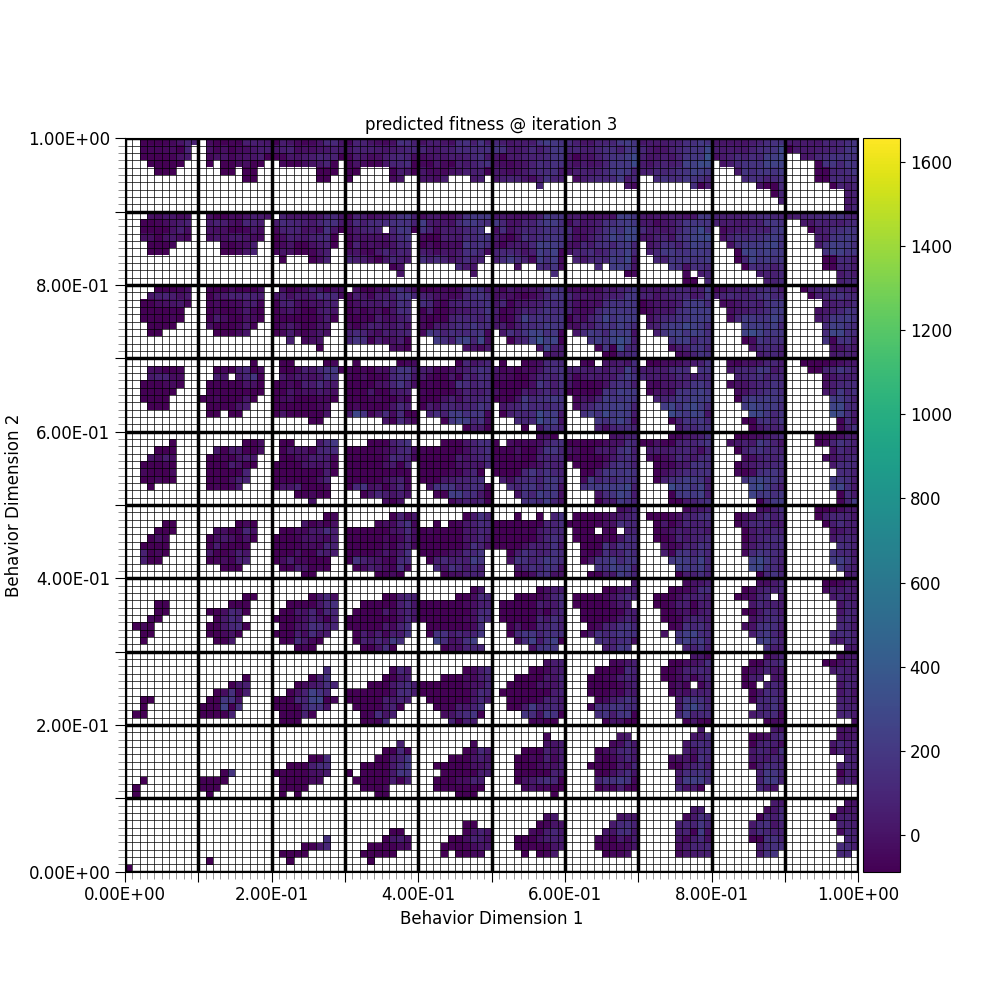 predicted fitness @ iteration 3
1.00E+00
8.00E-01
6.00E-01
4.00E-01
2.00E-01
0.00E+00
Behavior Dimension 2
0.00E+00 2.00E-01 4.00E-01 6.00E-01 8.00E-01 1.00E+00
Behavior Dimension 1
1600
1400
1200
1000
800
600
400
200
0